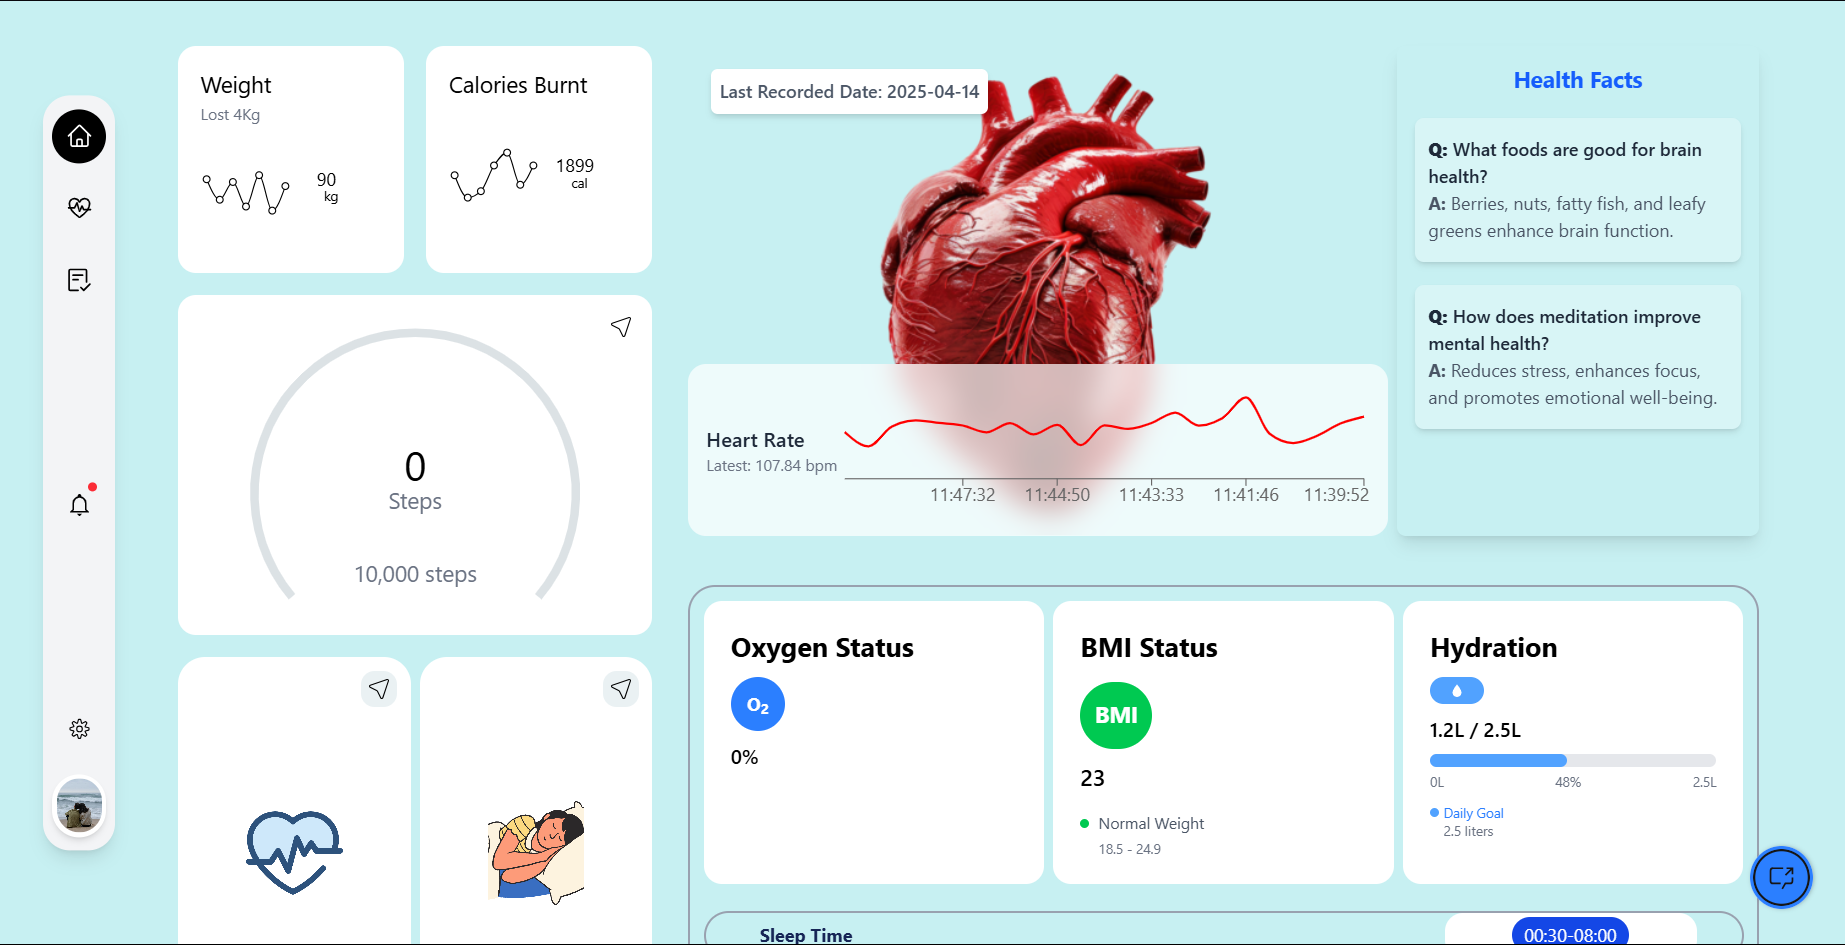 Weight
Lost 4Kg
90
kg
Calories Burnt
1899
cal
0
Steps
10,000 steps
Last Recorded Date: 2025-04-14
Heart Rate
Latest: 107.84 bpm
11:47:32 11:44:50 11:43:33 11:41:46 11:39:52
Health Facts
Q: What foods are good for brain
health?
A: Berries, nuts, fatty fish, and leafy
greens enhance brain function.
Q: How does meditation improve
mental health?
A: Reduces stress, enhances focus,
and promotes emotional well-being.
Oxygen Status
O₂
0%
BMI Status
BMI
23
Normal Weight
18.5 - 24.9
Hydration
1.2L / 2.5L
0L 48% 2.5L
Daily Goal
2.5 liters
Sleep Time
00:30-08:00